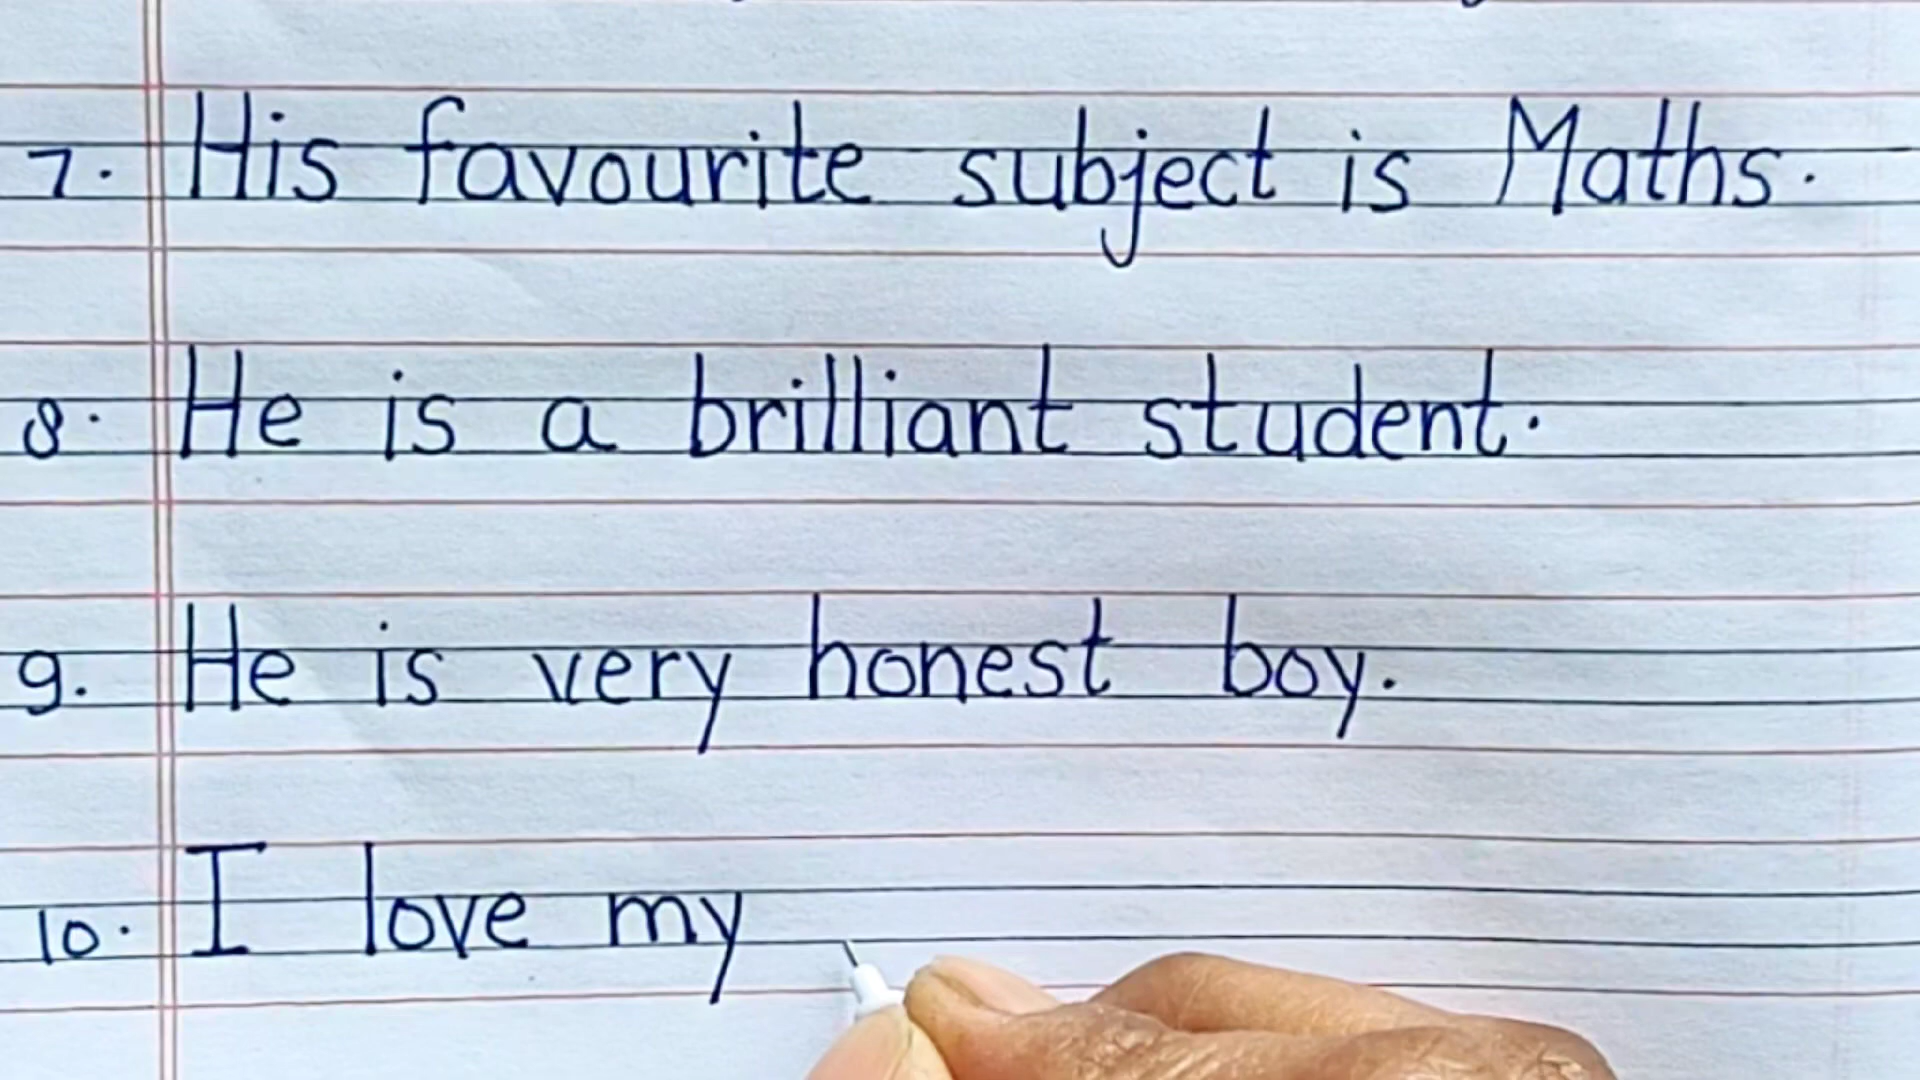 7. His favourite subject is Maths.
8. He is a brilliant student.
9. He is very honest boy.
10. I love my